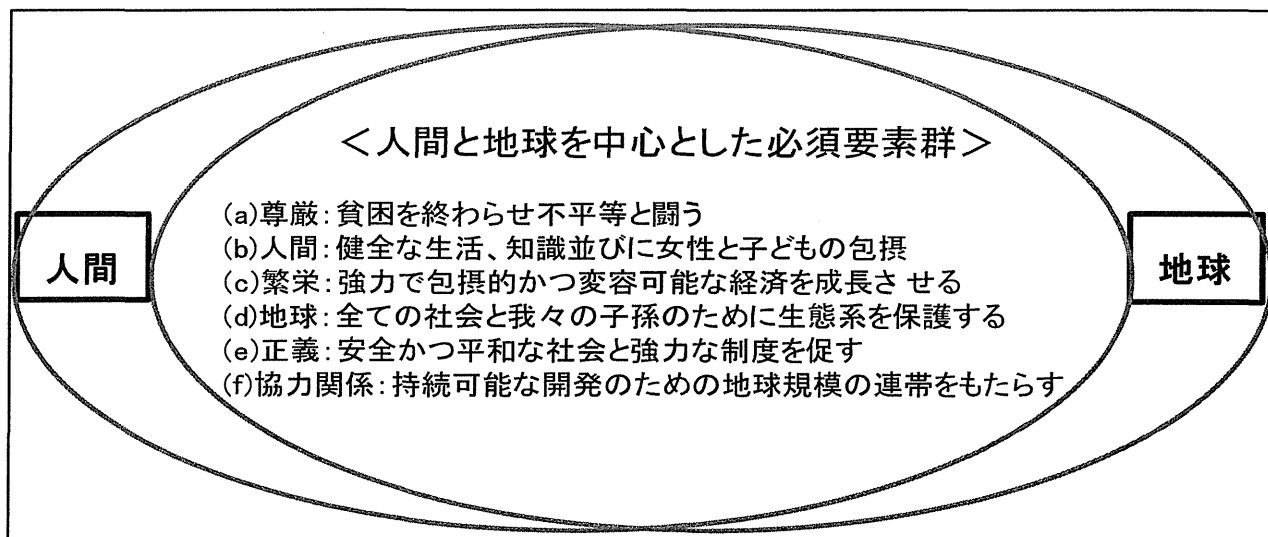 <人間と地球を中心とした必須要素群>
(a)尊厳:貧困を終わらせ不平等と闘う
(b)人間:健全な生活、知識並びに女性と子どもの包摂
(c)繁栄:強力で包摂的かつ変容可能な経済を成長させる
(d)地球:全ての社会と我々の子孫のために生態系を保護する
(e)正義:安全かつ平和な社会と強力な制度を促す
(f)協力関係:持続可能な開発のための地球規模の連帯をもたらす
人間
地球